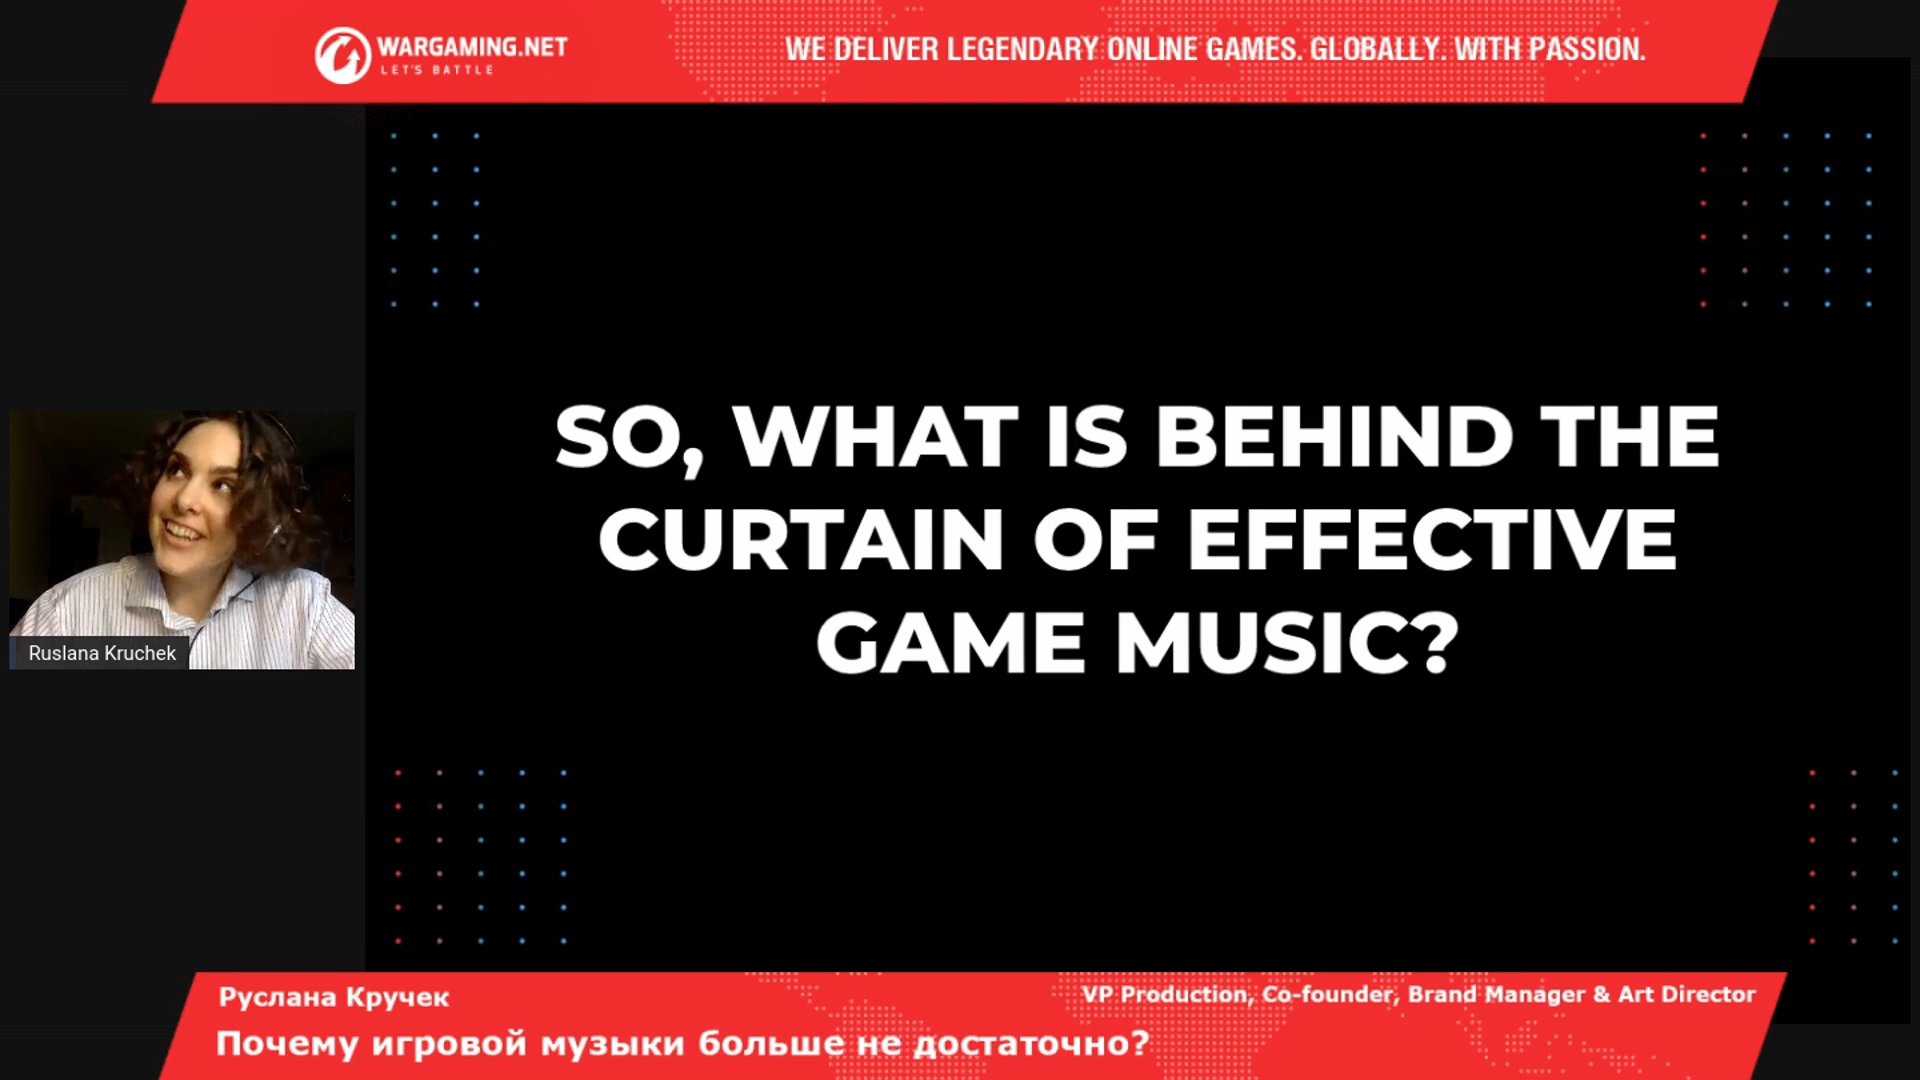 WARGAMING.NET
LET'S BATTLE
WE DELIVER LEGENDARY ONLINE GAMES. GLOBALLY. WITH PASSION.
SO, WHAT IS BEHIND THE
CURTAIN OF EFFECTIVE
GAME MUSIC?
Ruslana Kruchek
Руслана Кручек
VP Production, Co-founder, Brand Manager & Art Director
Почему игровой музыки больше не достаточно?